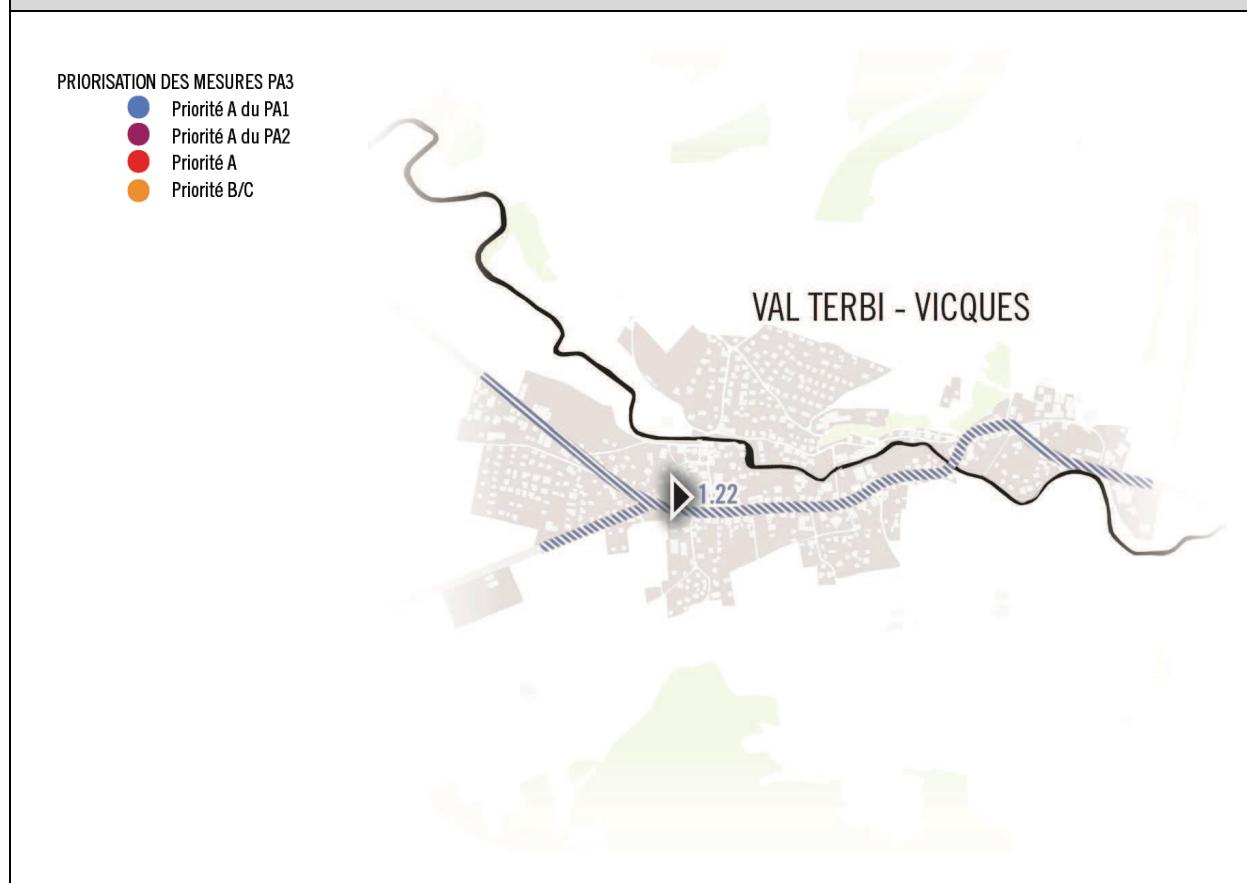 PRIORISATION DES MESURES PA3
Priorité A du PA1
Priorité A du PA2
Priorité A
Priorité B/C
VAL TERBI - VICQUES
1.22